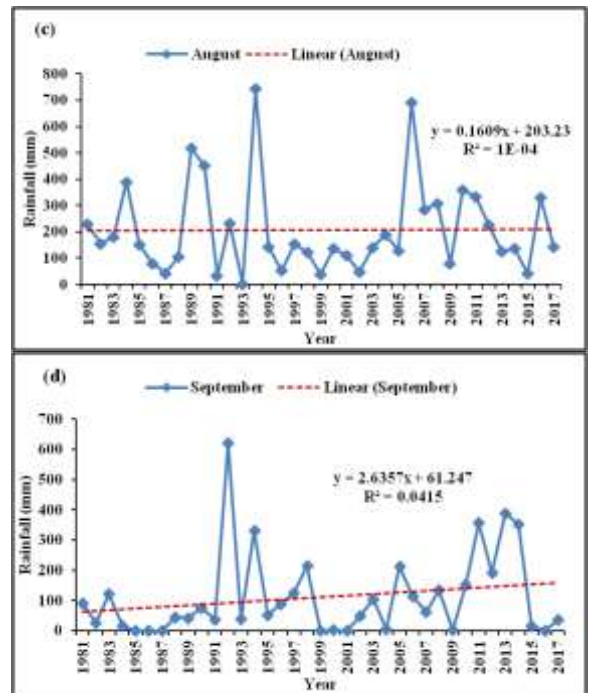 (c)
August Linear (August)
800
700
600
500
400
300
200
100
0
Rainfall (mm)
y = 0.1609x + 203.23
R² = 1E-04
1981 1983 1985 1987 1989 1991 1993 1995 1997 1999 2001 2003 2005 2007 2009 2011 2013 2015 2017
Year
(d)
September Linear (September)
700
600
500
400
300
200
100
0
Rainfall (mm)
y = 2.6357x + 61.247
R² = 0.0415
1981 1983 1985 1987 1989 1991 1993 1995 1997 1999 2001 2003 2005 2007 2009 2011 2013 2015 2017
Year